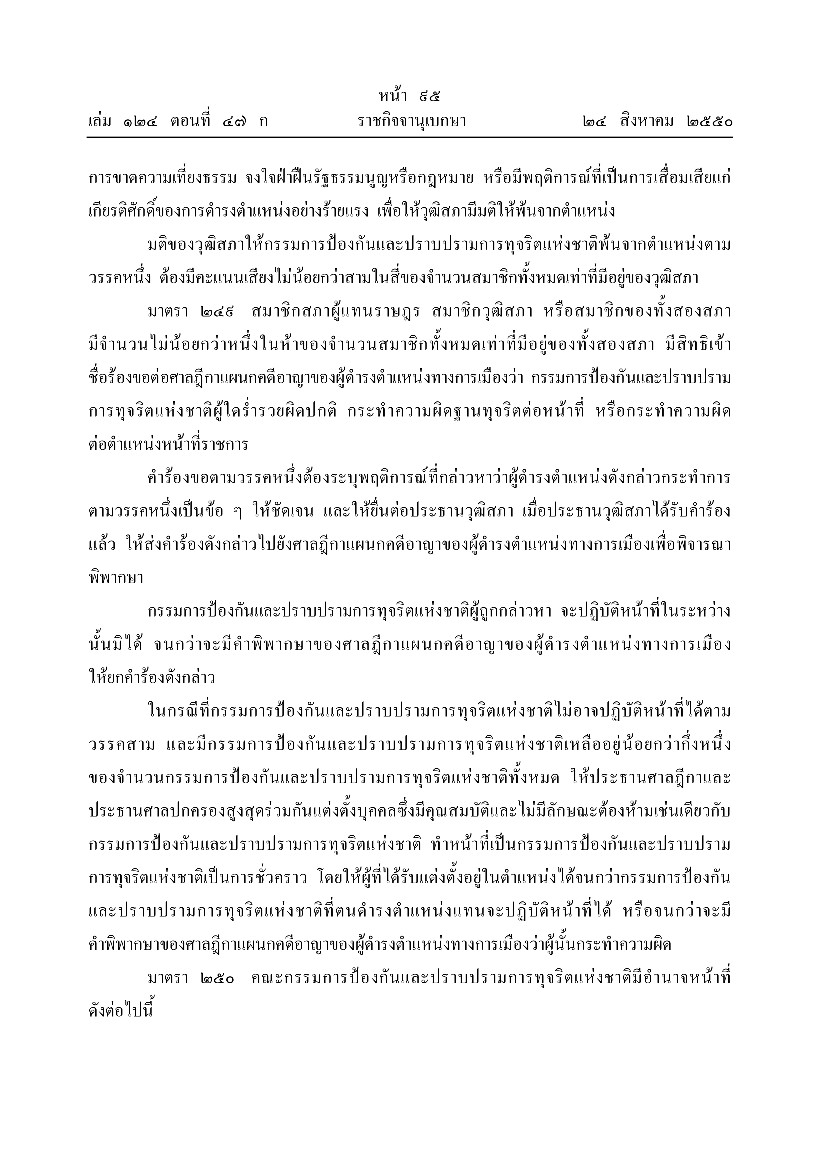 หน้า ๙๕
เล่ม ๑๒๔ ตอนที่ ๔๗ ก ราชกิจจานุเบกษา ๒๔ สิงหาคม ๒๕๕๐
การขาดความเที่ยงธรรม จงใจฝ่าฝืนรัฐธรรมนูญหรือกฎหมาย หรือมีพฤติการณ์ที่เป็นการเสื่อมเสียแก่
เกียรติศักดิ์ของการดำรงตำแหน่งอย่างร้ายแรง เพื่อให้วุฒิสภามีมติให้พ้นจากตำแหน่ง
มติของวุฒิสภาให้กรรมการป้องกันและปราบปรามการทุจริตแห่งชาติพ้นจากตำแหน่งตาม
วรรคหนึ่ง ต้องมีคะแนนเสียงไม่น้อยกว่าสามในสี่ของจำนวนสมาชิกทั้งหมดเท่าที่มีอยู่ของวุฒิสภา
มาตรา ๒๔๙ สมาชิกสภาผู้แทนราษฎร สมาชิกวุฒิสภา หรือสมาชิกของทั้งสองสภา
มีจำนวนไม่น้อยกว่าหนึ่งในห้าของจำนวนสมาชิกทั้งหมดเท่าที่มีอยู่ของทั้งสองสภา มีสิทธิเข้า
ชื่อร้องขอต่อศาลฎีกาแผนกคดีอาญาของผู้ดำรงตำแหน่งทางการเมืองว่า กรรมการป้องกันและปราบปราม
การทุจริตแห่งชาติผู้ใดร่ำรวยผิดปกติ กระทำความผิดฐานทุจริตต่อหน้าที่ หรือกระทำความผิด
ต่อตำแหน่งหน้าที่ราชการ
คำร้องขอตามวรรคหนึ่งต้องระบุพฤติการณ์ที่กล่าวหาว่าผู้ดำรงตำแหน่งดังกล่าวกระทำการ
ตามวรรคหนึ่งเป็นข้อ ๆ ให้ชัดเจน และให้ยื่นต่อประธานวุฒิสภา เมื่อประธานวุฒิสภาได้รับคำร้อง
แล้ว ให้ส่งคำร้องดังกล่าวไปยังศาลฎีกาแผนกคดีอาญาของผู้ดำรงตำแหน่งทางการเมืองเพื่อพิจารณา
พิพากษา
กรรมการป้องกันและปราบปรามการทุจริตแห่งชาติผู้ถูกกล่าวหา จะปฏิบัติหน้าที่ในระหว่าง
นั้นมิได้ จนกว่าจะมีคำพิพากษาของศาลฎีกาแผนกคดีอาญาของผู้ดำรงตำแหน่งทางการเมือง
ให้ยกคำร้องดังกล่าว
ในกรณีที่กรรมการป้องกันและปราบปรามการทุจริตแห่งชาติไม่อาจปฏิบัติหน้าที่ได้ตาม
วรรคสาม และมีกรรมการป้องกันและปราบปรามการทุจริตแห่งชาติเหลืออยู่น้อยกว่ากึ่งหนึ่ง
ของจำนวนกรรมการป้องกันและปราบปรามการทุจริตแห่งชาติทั้งหมด ให้ประธานศาลฎีกาและ
ประธานศาลปกครองสูงสุดร่วมกันแต่งตั้งบุคคลซึ่งมีคุณสมบัติและไม่มีลักษณะต้องห้ามเช่นเดียวกับ
กรรมการป้องกันและปราบปรามการทุจริตแห่งชาติ ทำหน้าที่เป็นกรรมการป้องกันและปราบปราม
การทุจริตแห่งชาติเป็นการชั่วคราว โดยให้ผู้ที่ได้รับแต่งตั้งอยู่ในตำแหน่งได้จนกว่ากรรมการป้องกัน
และปราบปรามการทุจริตแห่งชาติที่ตนดำรงตำแหน่งแทนจะปฏิบัติหน้าที่ได้ หรือจนกว่าจะมี
คำพิพากษาของศาลฎีกาแผนกคดีอาญาของผู้ดำรงตำแหน่งทางการเมืองว่าผู้นั้นกระทำความผิด
มาตรา ๒๕๐ คณะกรรมการป้องกันและปราบปรามการทุจริตแห่งชาติมีอำนาจหน้าที่
ดังต่อไปนี้